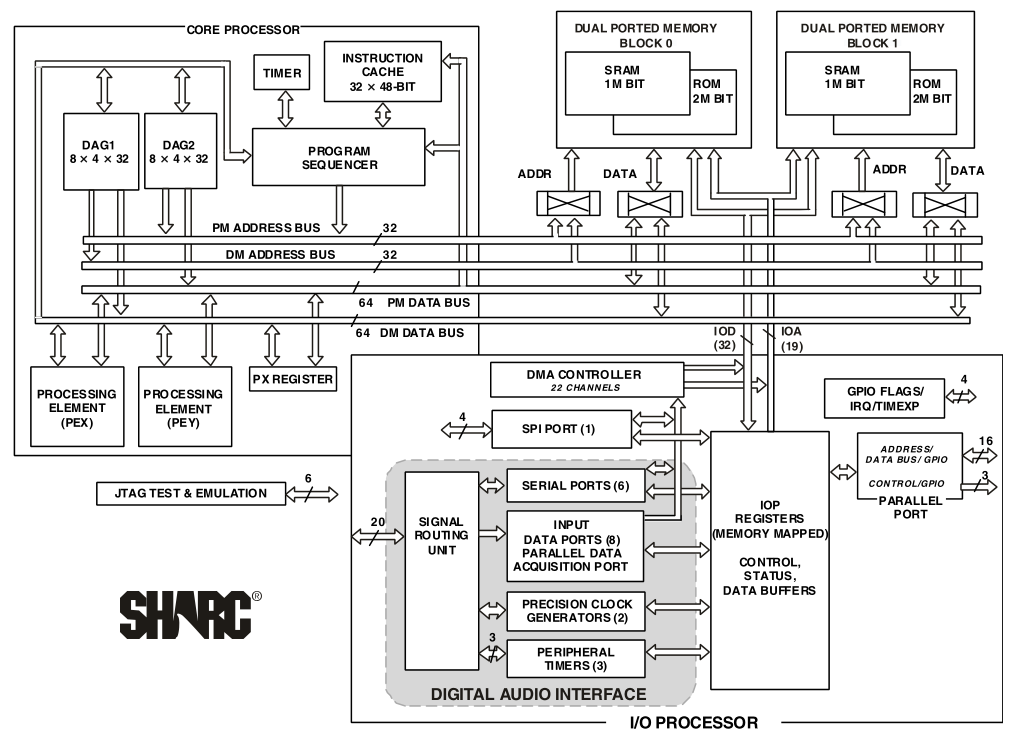 CORE PROCESSOR
TIMER
INSTRUCTION
CACHE
32 × 48-BIT
DAG1
8 × 4 × 32
DAG2
8 × 4 × 32
PROGRAM
SEQUENCER
DUAL PORTED MEMORY
BLOCK 0
SRAM
1M BIT
ROM
2M BIT
DUAL PORTED MEMORY
BLOCK 1
SRAM
1M BIT
ROM
2M BIT
ADDR
DATA
ADDR
DATA
PM ADDRESS BUS
32
DM ADDRESS BUS
32
64
PM DATA BUS
64
DM DATA BUS
IOD
(32)
IOA
(19)
PROCESSING
ELEMENT
(PEX)
PROCESSING
ELEMENT
(PEY)
PX REGISTER
JTAG TEST & EMULATION
6
DMA CONTROLLER
22 CHANNELS
4
SPI PORT (1)
GPIO FLAGS/
IRQ/TIMEXP
4
ADDRESS/
DATA BUS/ GPIO
CONTROL/GPIO
PARALLEL
PORT
16
3
20
SIGNAL
ROUTING
UNIT
SERIAL PORTS (6)
INPUT
DATA PORTS (8)
PARALLEL DATA
ACQUISITION PORT
PRECISION CLOCK
GENERATORS (2)
3
PERIPHERAL
TIMERS (3)
IOP
REGISTERS
(MEMORY MAPPED)
CONTROL,
STATUS,
DATA BUFFERS
DIGITAL AUDIO INTERFACE
I/O PROCESSOR
SHARC®